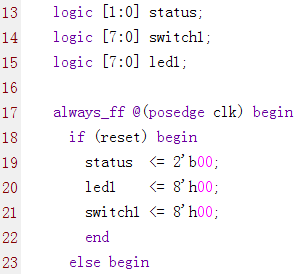 13 logic [1:0] status;
14 logic [7:0] switch1;
15 logic [7:0] led1;
16
17 always_ff @(posedge clk) begin
18 if (reset) begin
19 status <= 2'b00;
20 led1 <= 8'h00;
21 switch1 <= 8'h00;
22 end
23 else begin